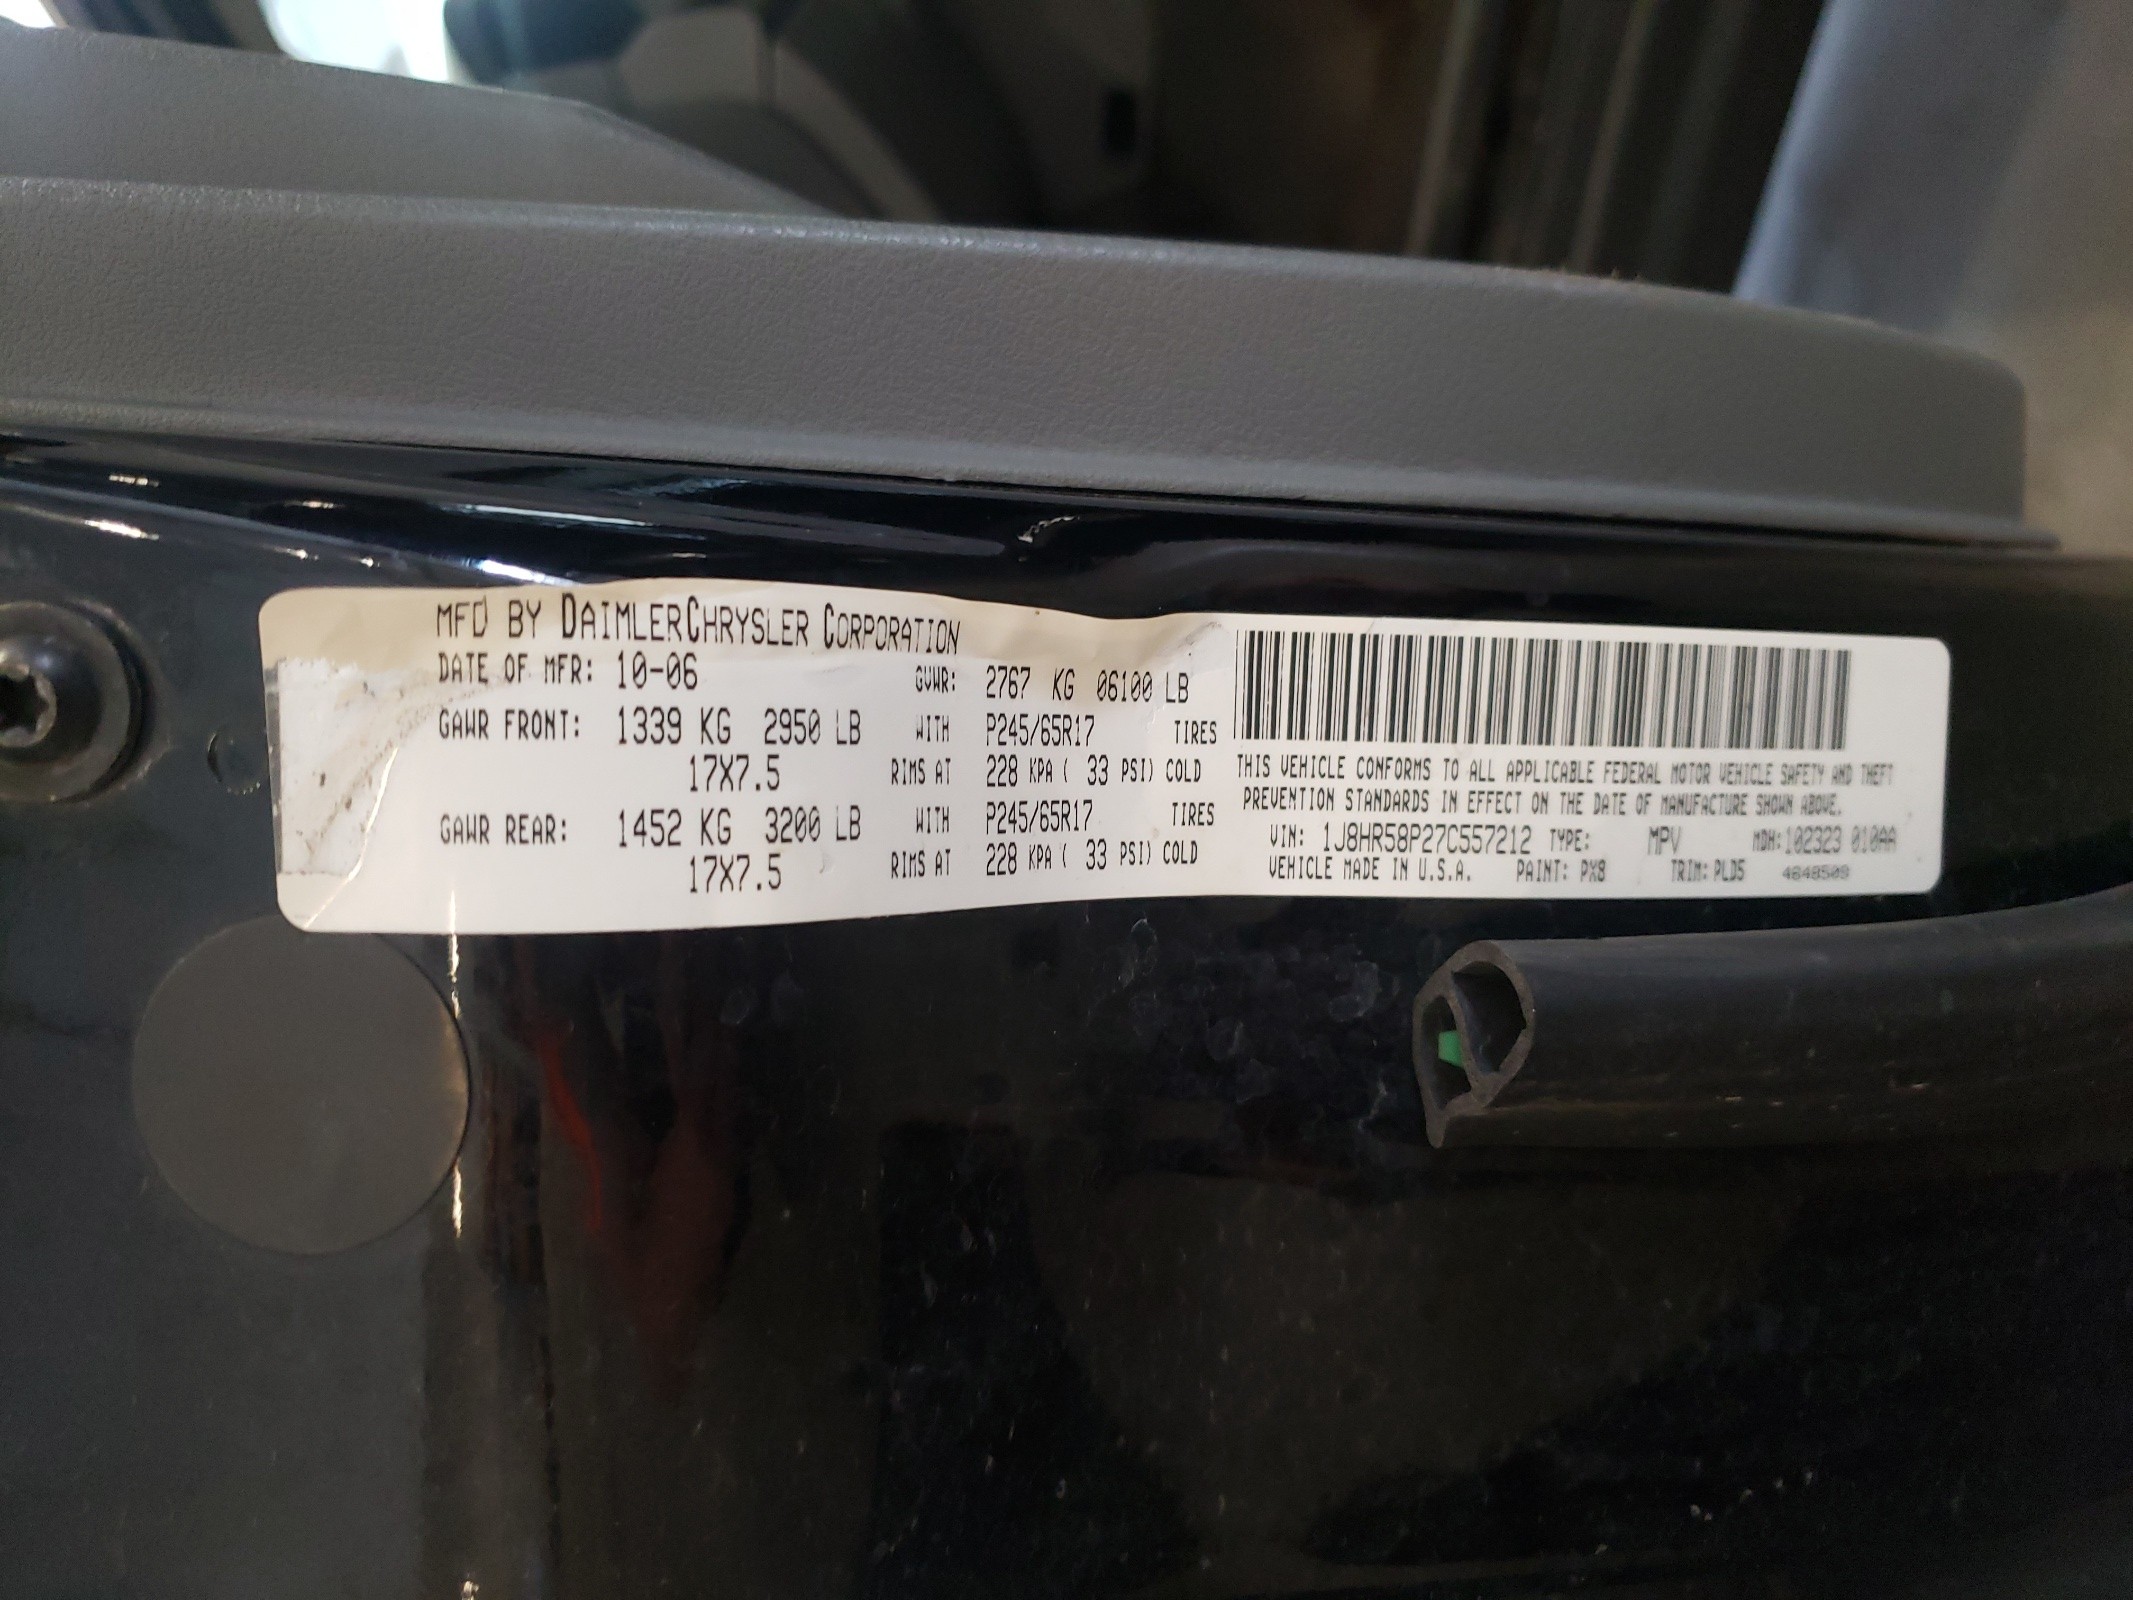 MFD BY DAIMLERCHRYSLER CORPORATION
DATE OF MFR: 10-06 GVWR: 2767 KG 06100 LB
GAWR FRONT: 1339 KG 2950 LB WITH P245/65R17 TIRES
17X7.5 RIMS AT 228 KPA ( 33 PSI) COLD
GAWR REAR: 1452 KG 3200 LB WITH P245/65R17 TIRES
17X7.5 RIMS AT 228 KPA ( 33 PSI) COLD
THIS VEHICLE CONFORMS TO ALL APPLICABLE FEDERAL MOTOR VEHICLE SAFETY AND THEFT
PREVENTION STANDARDS IN EFFECT ON THE DATE OF MANUFACTURE SHOWN ABOVE.
VIN: 1J8HR58P27C557212 TYPE: MPV MDH: 102323 010AA
VEHICLE MADE IN U.S.A. PAINT: PX8 TRIM: PLD5 4648509